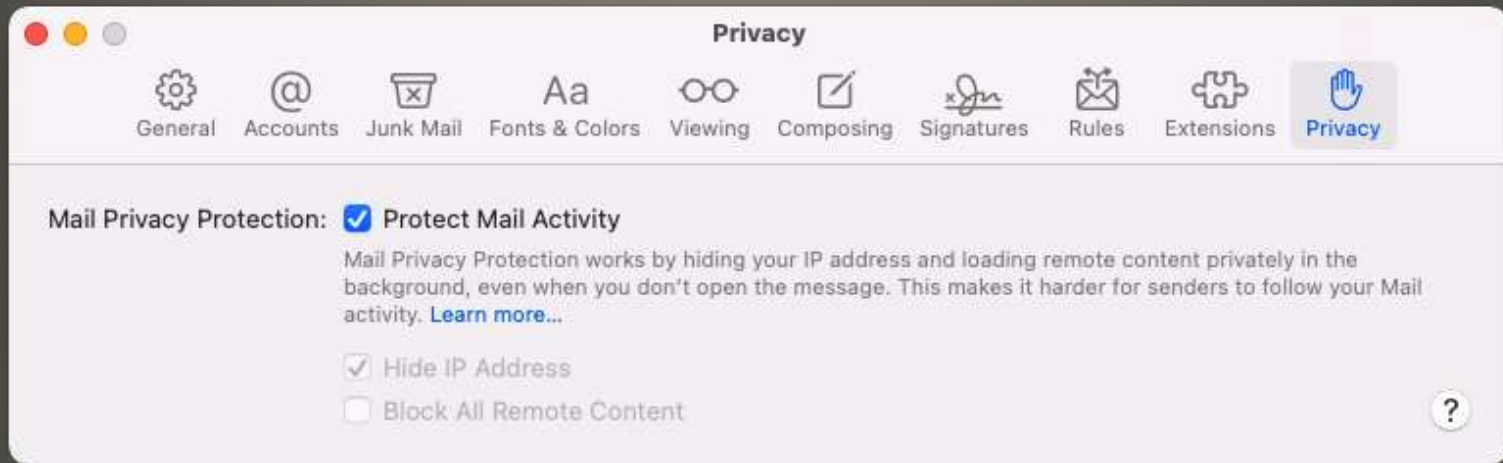 Privacy
General Accounts Junk Mail Fonts & Colors Viewing Composing Signatures Rules Extensions Privacy
Mail Privacy Protection: Protect Mail Activity
Mail Privacy Protection works by hiding your IP address and loading remote content privately in the
background, even when you don't open the message. This makes it harder for senders to follow your Mail
activity. Learn more...
Hide IP Address
Block All Remote Content
?